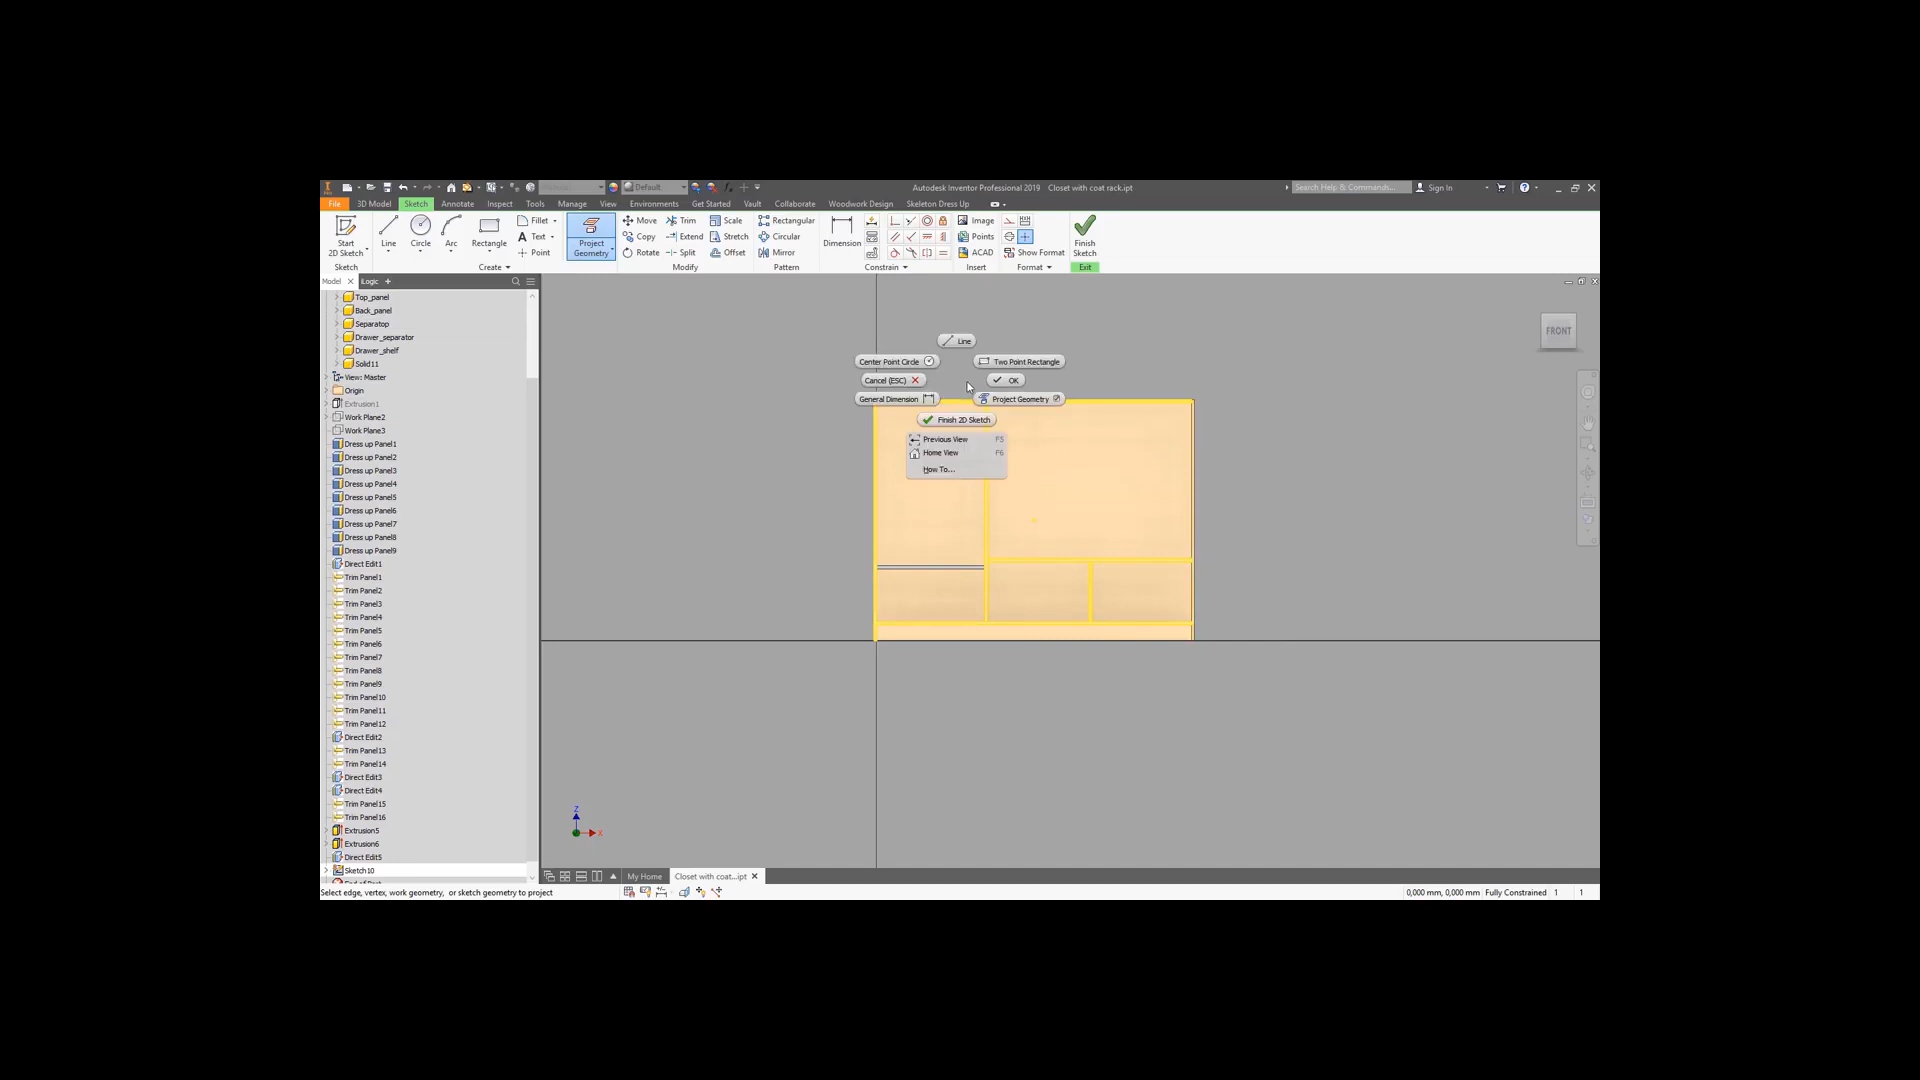 Default
Autodesk Inventor Professional 2019 Closet with coat rack.ipt
Search Help & Commands...
Sign In
File 3D Model Sketch Annotate Inspect Tools Manage View Environments Get Started Vault Collaborate Woodwork Design Skeleton Dress Up
Start
2D Sketch
Line
Circle
Arc
Rectangle
Fillet
Text
Point
Project
Geometry
Move
Copy
Rotate
Trim
Extend
Split
Scale
Stretch
Offset
Rectangular
Circular
Mirror
Dimension
Image
Points
ACAD
Show Format
Finish
Sketch
Sketch
Create
Modify
Pattern
Constrain
Insert
Format
Exit
Model
iLogic
Top_panel
Back_panel
Separatop
Drawer_separator
Drawer_shelf
Solid11
View: Master
Origin
Extrusion1
Work Plane2
Work Plane3
Dress up Panel1
Dress up Panel2
Dress up Panel3
Dress up Panel4
Dress up Panel5
Dress up Panel6
Dress up Panel7
Dress up Panel8
Dress up Panel9
Direct Edit1
Trim Panel1
Trim Panel2
Trim Panel3
Trim Panel4
Trim Panel5
Trim Panel6
Trim Panel7
Trim Panel8
Trim Panel9
Trim Panel10
Trim Panel11
Trim Panel12
Direct Edit2
Trim Panel13
Trim Panel14
Direct Edit3
Direct Edit4
Trim Panel15
Trim Panel16
Extrusion5
Extrusion6
Direct Edit5
Sketch10
FRONT
Line
Center Point Circle
Two Point Rectangle
Cancel (ESC)
OK
General Dimension
Project Geometry
Finish 2D Sketch
Previous View F5
Home View F6
How To...
Z
X
My Home
Closet with coat...ipt
Select edge, vertex, work geometry, or sketch geometry to project
0,000 mm, 0,000 mm Fully Constrained 1 1